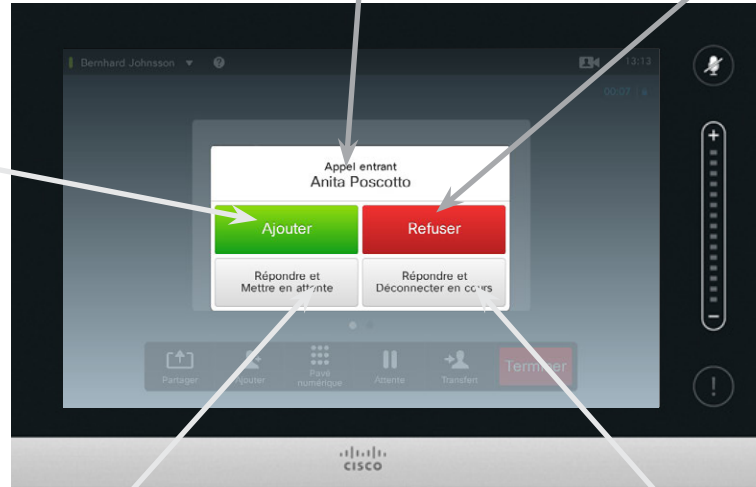 Bernhard Johnsson
?
13:13
00:07
Appel entrant
Anita Poscotto
Ajouter
Refuser
Répondre et
Mettre en attente
Répondre et
Déconnecter en cours
Partager
Ajouter
Pavé
numérique
Attente
Transfert
Terminer
+
−
!
CISCO